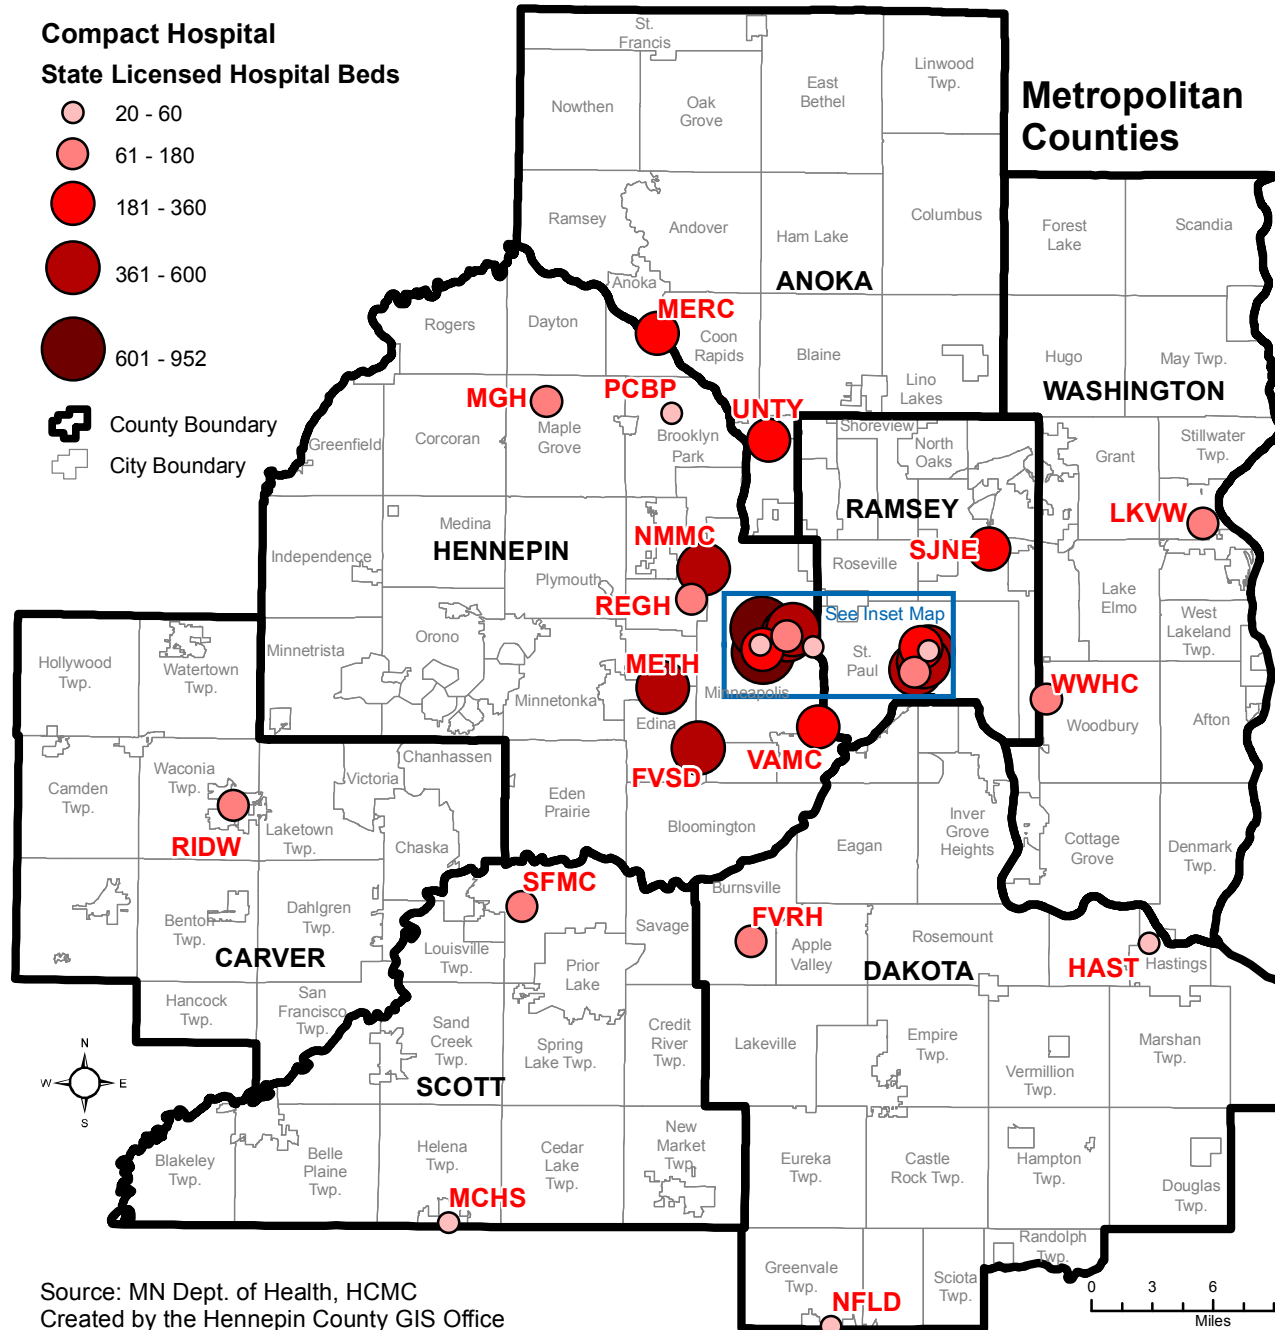 Compact Hospital
State Licensed Hospital Beds
20 - 60
61 - 180
181 - 360
361 - 600
601 - 952
County Boundary
City Boundary
Metropolitan
Counties
St.
Francis
Linwood
Twp.
Nowthen
Oak
Grove
East
Bethel
Ramsey
Andover
Ham Lake
Columbus
Forest
Lake
Scandia
ANOKA
Anoka
MERC
Rogers
Dayton
Coon
Rapids
Blaine
Lino
Lakes
Hugo
May Twp.
WASHINGTON
MGH
PCBP
UNTY
Greenfield
Corcoran
Maple
Grove
Brooklyn
Park
Shoreview
North
Oaks
Grant
Stillwater
Twp.
RAMSEY
LKVW
Medina
HENNEPIN
NMMC
SJNE
Independence
Plymouth
Roseville
REGH
See Inset Map
Lake
Elmo
West
Lakeland
Twp.
Hollywood
Twp.
Watertown
Twp.
Minnetrista
Orono
METH
Minnetonka
Minneapolis
St.
Paul
WWHC
Edina
Woodbury
Afton
FVSD
VAMC
Camden
Twp.
Waconia
Twp.
Victoria
Chanhassen
Eden
Prairie
Bloomington
RIDW
Laketown
Twp.
Chaska
Eagan
Inver
Grove
Heights
Cottage
Grove
Denmark
Twp.
SFMC
Burnsville
Benton
Twp.
Dahlgren
Twp.
CARVER
Louisville
Twp.
Savage
FVRH
Apple
Valley
Rosemount
DAKOTA
HAST
Hastings
Prior
Lake
Hancock
Twp.
San
Francisco
Twp.
Sand
Creek
Twp.
Spring
Lake Twp.
Credit
River
Twp.
Lakeville
Empire
Twp.
Marshan
Twp.
Vermillion
Twp.
N
W
E
S
SCOTT
Blakeley
Twp.
Belle
Plaine
Twp.
Helena
Twp.
Cedar
Lake
Twp.
New
Market
Twp.
Eureka
Twp.
Castle
Rock Twp.
Hampton
Twp.
Douglas
Twp.
MCHS
Randolph
Twp.
Greenvale
Twp.
Sciota
Twp.
NFLD
0 3 6
Miles
Source: MN Dept. of Health, HCMC
Created by the Hennepin County GIS Office